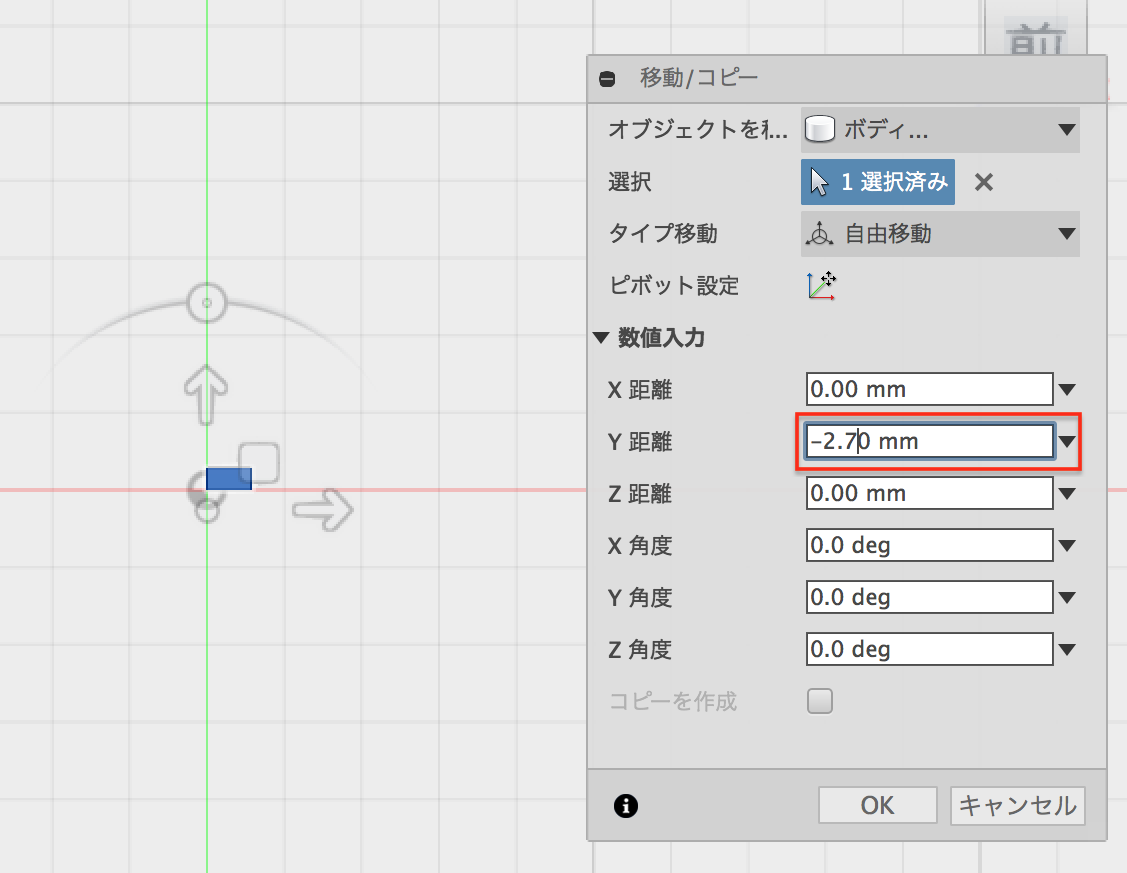 前
移動/コピー
オブジェクトを移...
ボディ...
選択
1 選択済み
タイプ移動
自由移動
ピボット設定
数値入力
X 距離
0.00 mm
Y 距離
-2.70 mm
Z 距離
0.00 mm
X 角度
0.0 deg
Y 角度
0.0 deg
Z 角度
0.0 deg
コピーを作成
OK
キャンセル